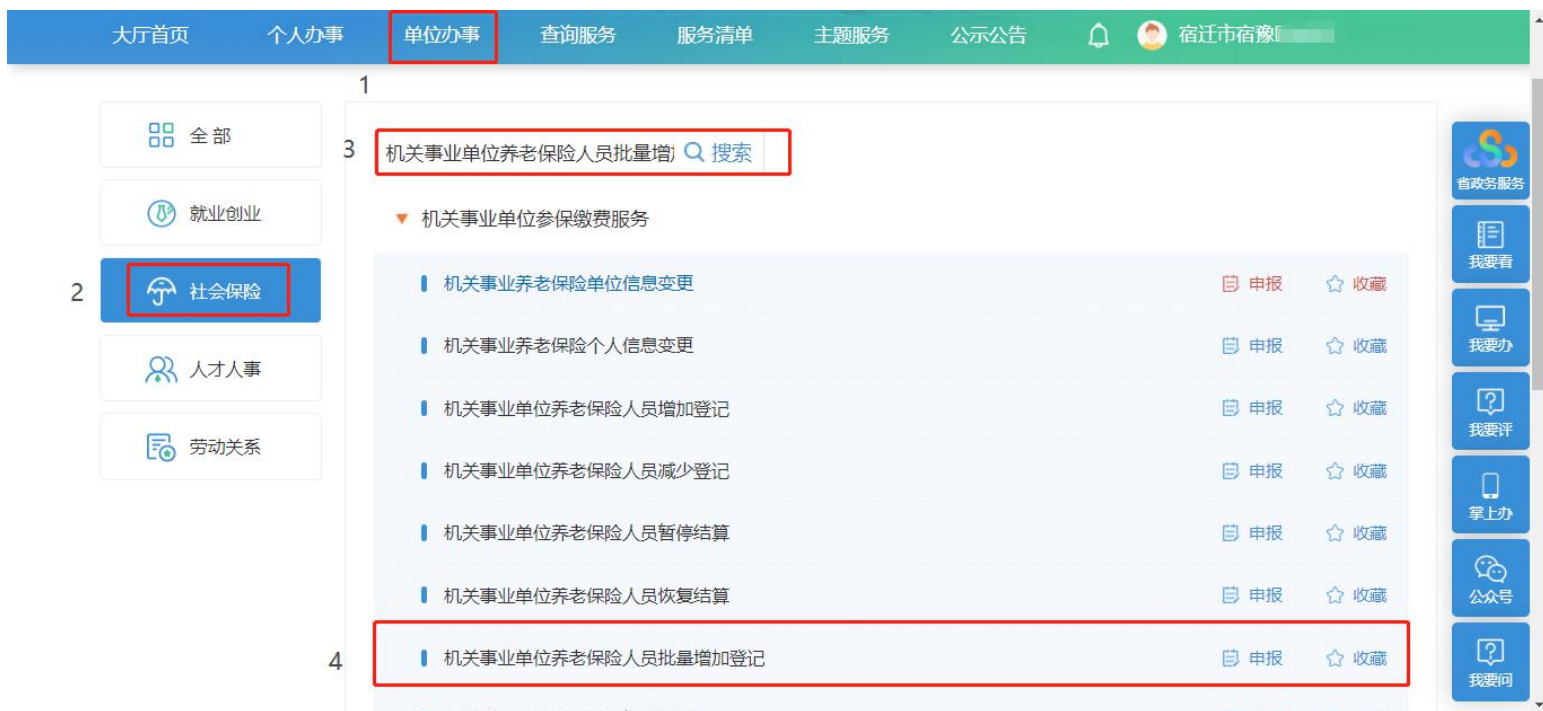 大厅首页 个人办事 单位办事 查询服务 服务清单 主题服务 公示公告 宿迁市宿豫
1
全部
3 机关事业单位养老保险人员批量增 搜索
省政务服务
就业创业
机关事业单位参保缴费服务
我要看
2 社会保险
机关事业养老保险单位信息变更 申报 收藏
机关事业养老保险个人信息变更 申报 收藏
我要办
人才人事
机关事业单位养老保险人员增加登记 申报 收藏
我要评
劳动关系
机关事业单位养老保险人员减少登记 申报 收藏
掌上办
机关事业单位养老保险人员暂停结算 申报 收藏
机关事业单位养老保险人员恢复结算 申报 收藏
公众号
4 机关事业单位养老保险人员批量增加登记 申报 收藏
我要问